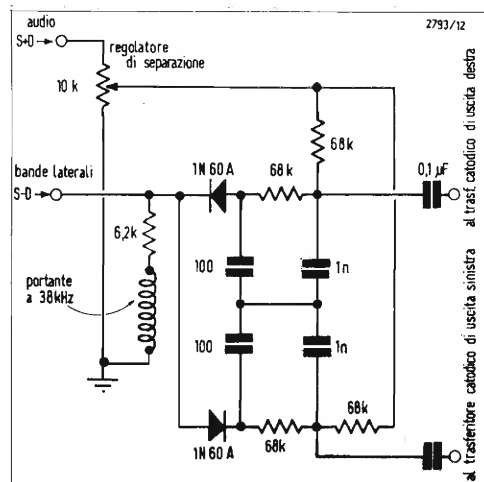 audio
S+D
2793/12
regolatore
di separazione
10 k
68k
bande laterali
S-D
1N 60 A
68k
0,1 µF
6,2k
portante
a 38kHz
100
1n
100
1n
1N 60 A
68k
68k
al trasf. catodico di uscita destra
al trasferitore catodico di uscita sinistra